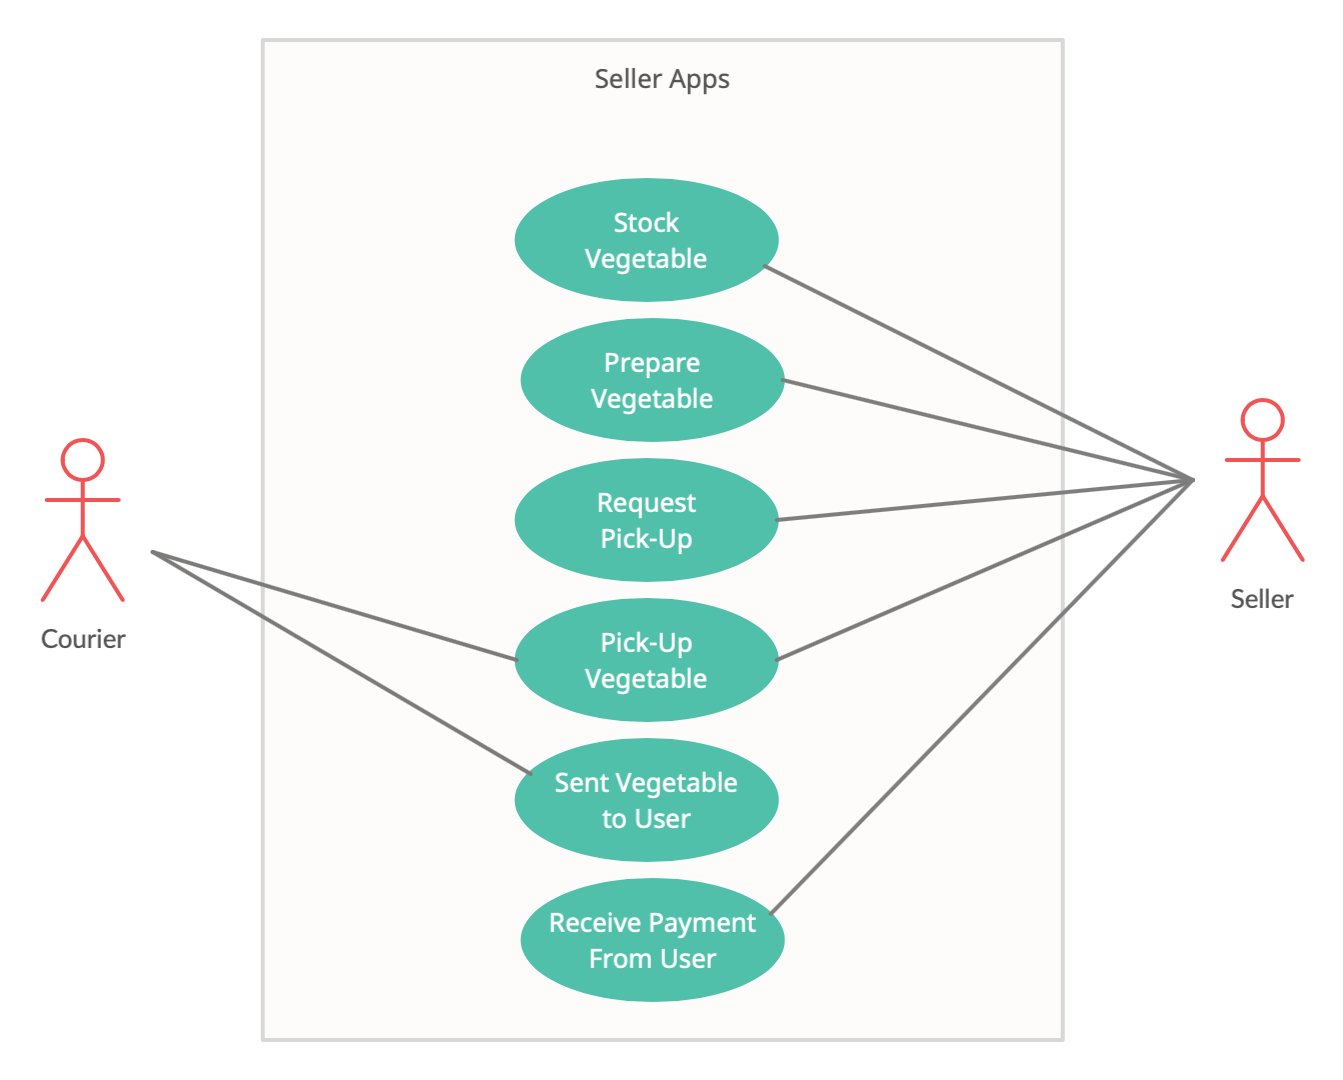 Seller Apps
Stock
Vegetable
Prepare
Vegetable
Request
Pick-Up
Pick-Up
Vegetable
Sent Vegetable
to User
Receive Payment
From User
Courier
Seller